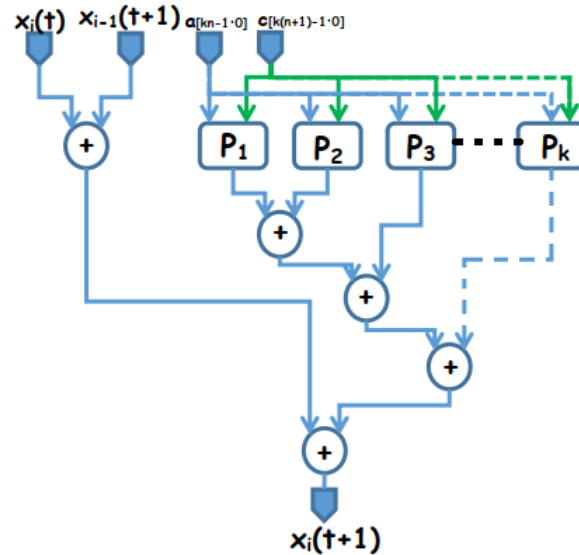 xᵢ(t) xᵢ₋₁(t+1) a[kn-1·0] c[k(n+1)-1·0]
+ P₁ P₂ P₃ Pₖ
+
+
+
+
xᵢ(t+1)